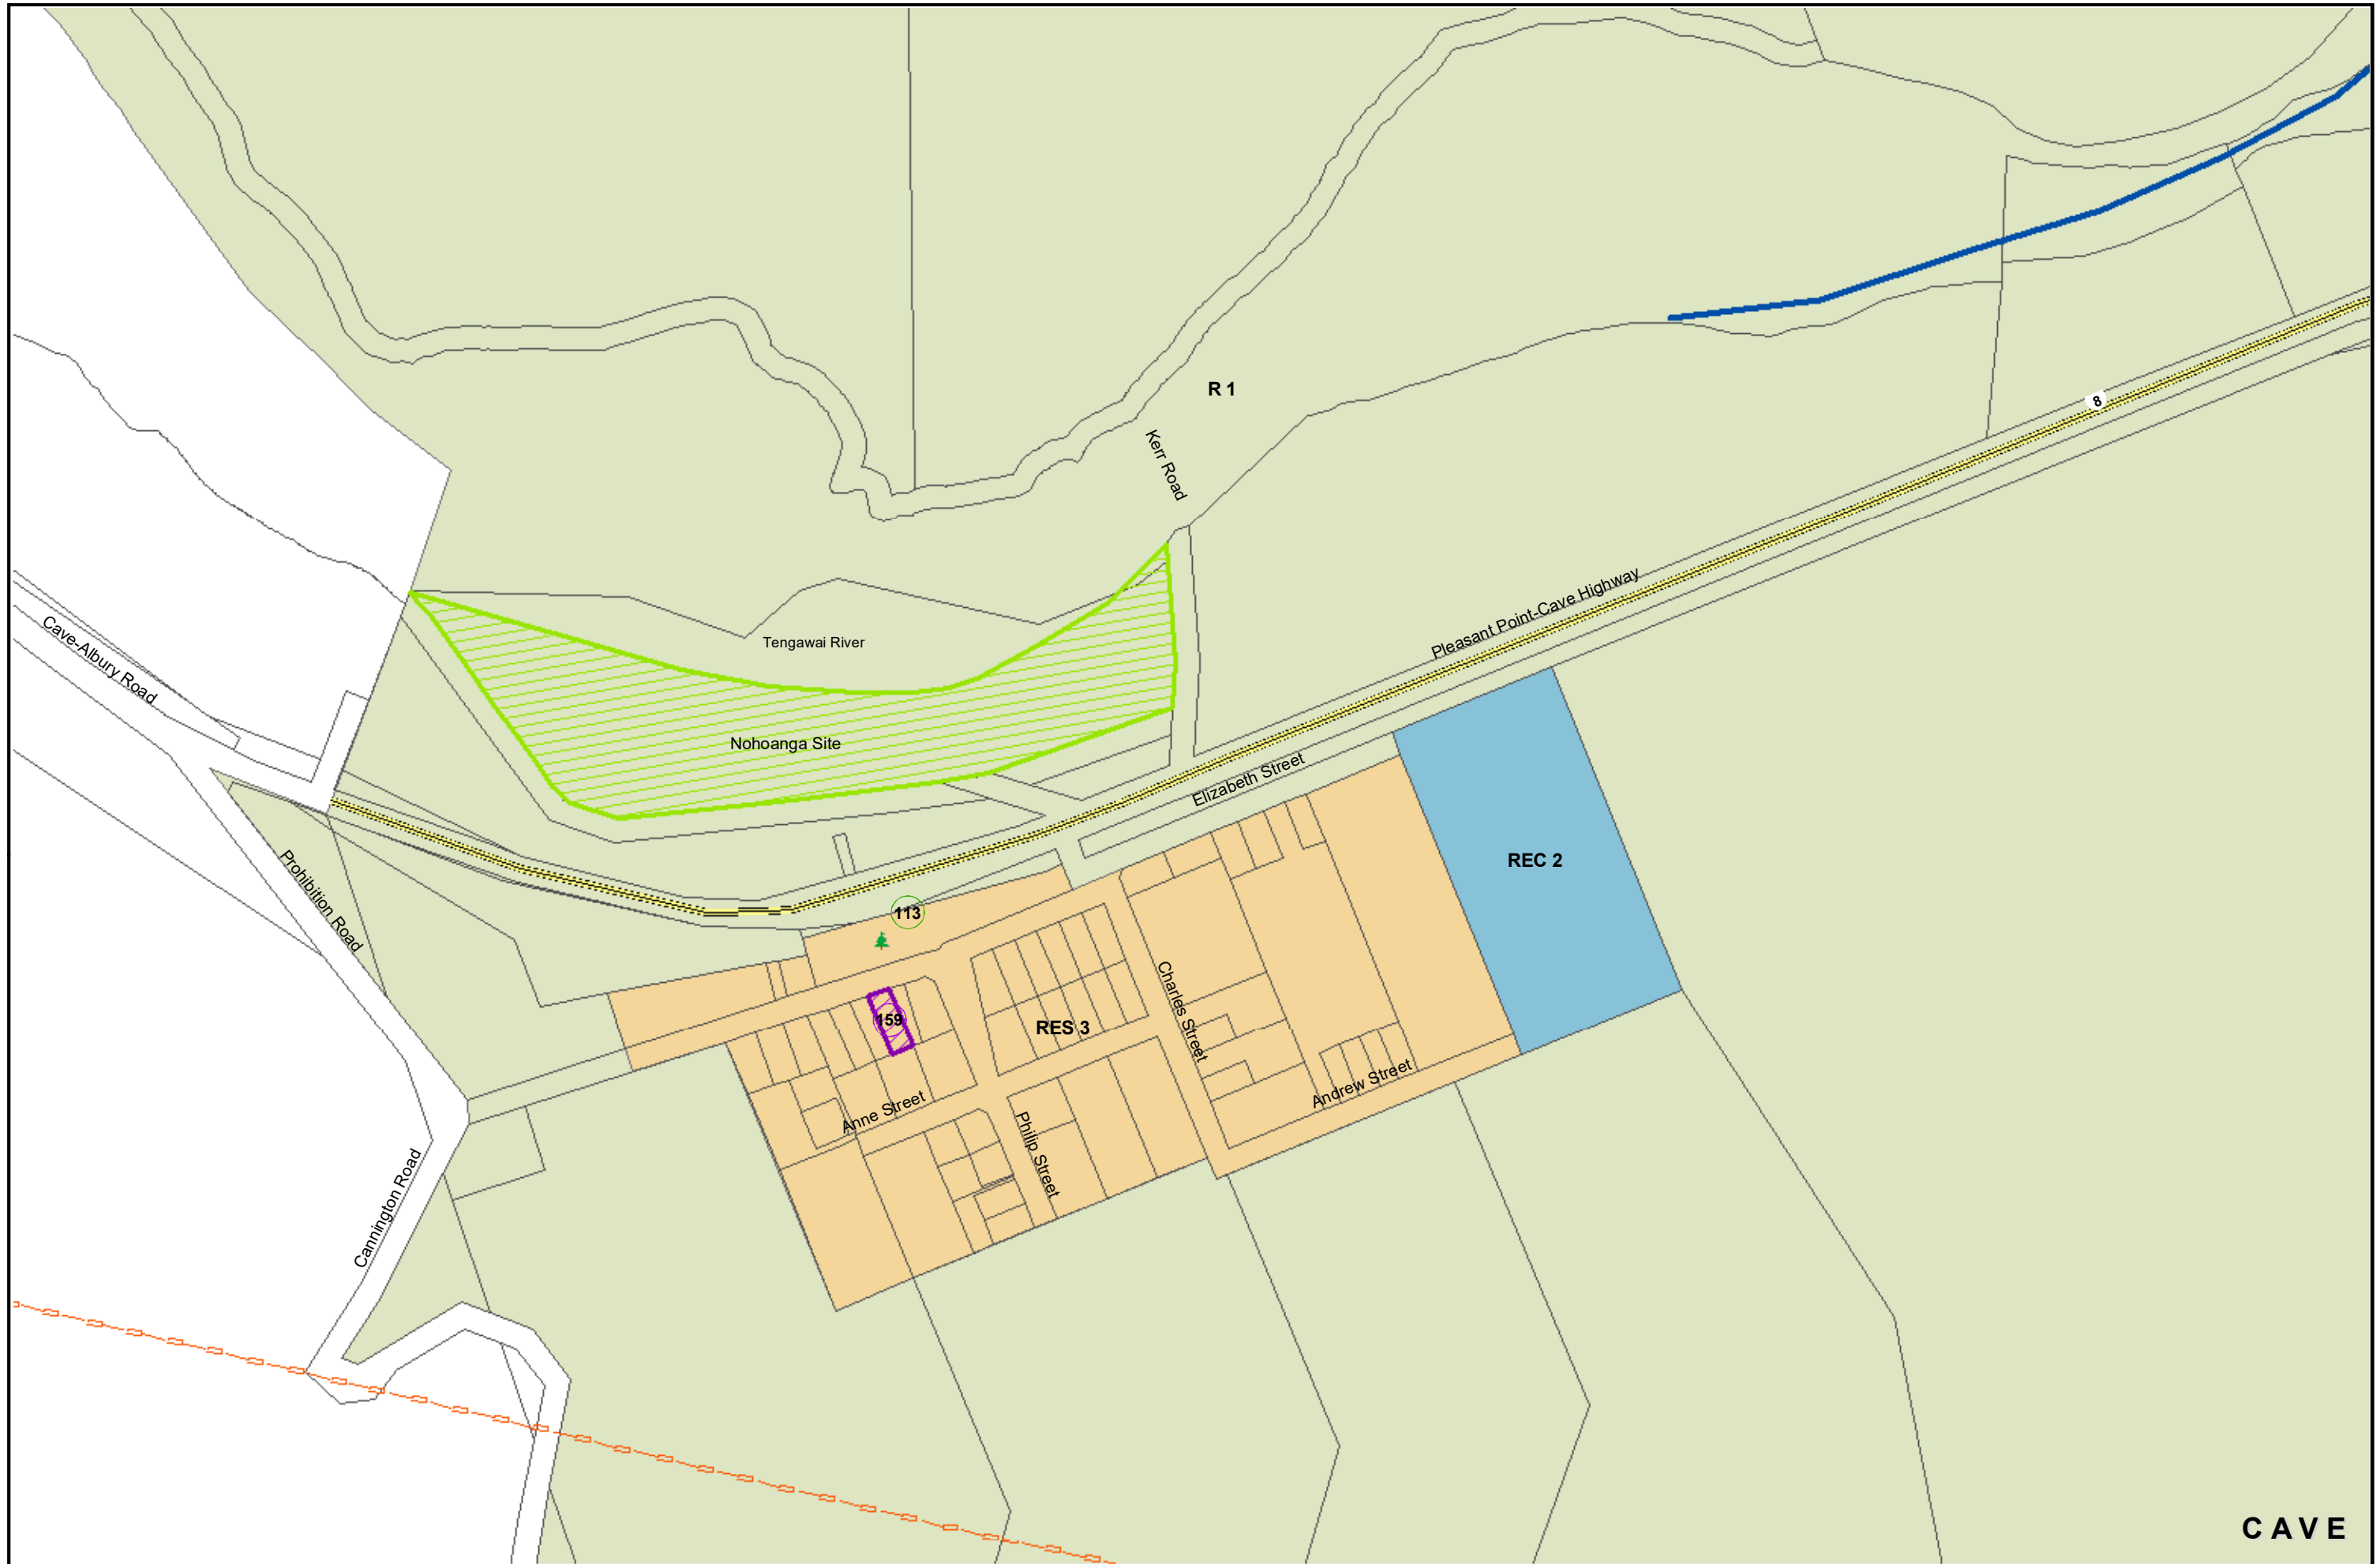 R 1
8
Kerr Road
Pleasant Point-Cave Highway
Tengawai River
Cave-Albury Road
Nohoanga Site
Elizabeth Street
REC 2
Prohibition Road
113
Charles Street
159
RES 3
Andrew Street
Anne Street
Philip Street
Cannington Road
CAVE